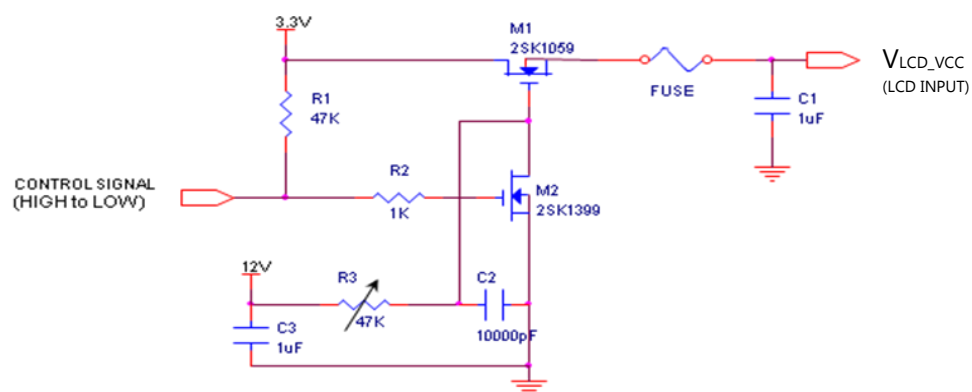 3.3V
M1
2SK1059
VLCD_VCC
(LCD INPUT)
FUSE
R1
47K
C1
1uF
R2
1K
CONTROL SIGNAL
(HIGH to LOW)
M2
2SK1399
12V
R3
47K
C2
10000pF
C3
1uF